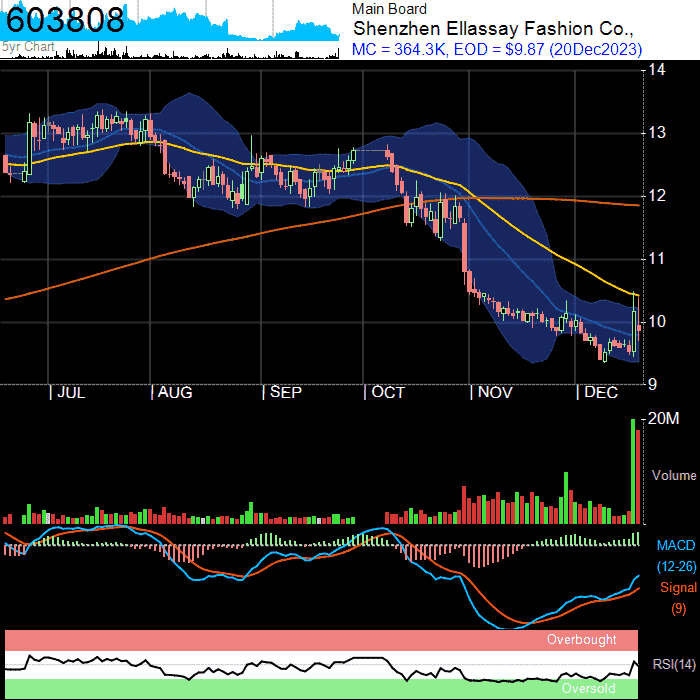 603808
5yr Chart
Main Board
Shenzhen Ellassay Fashion Co.,
MC = 364.3K, EOD = $9.87 (20Dec2023)
14
13
12
11
10
9
JUL AUG SEP OCT NOV DEC
20M
Volume
MACD
(12-26)
Signal
(9)
Overbought
RSI(14)
Oversold